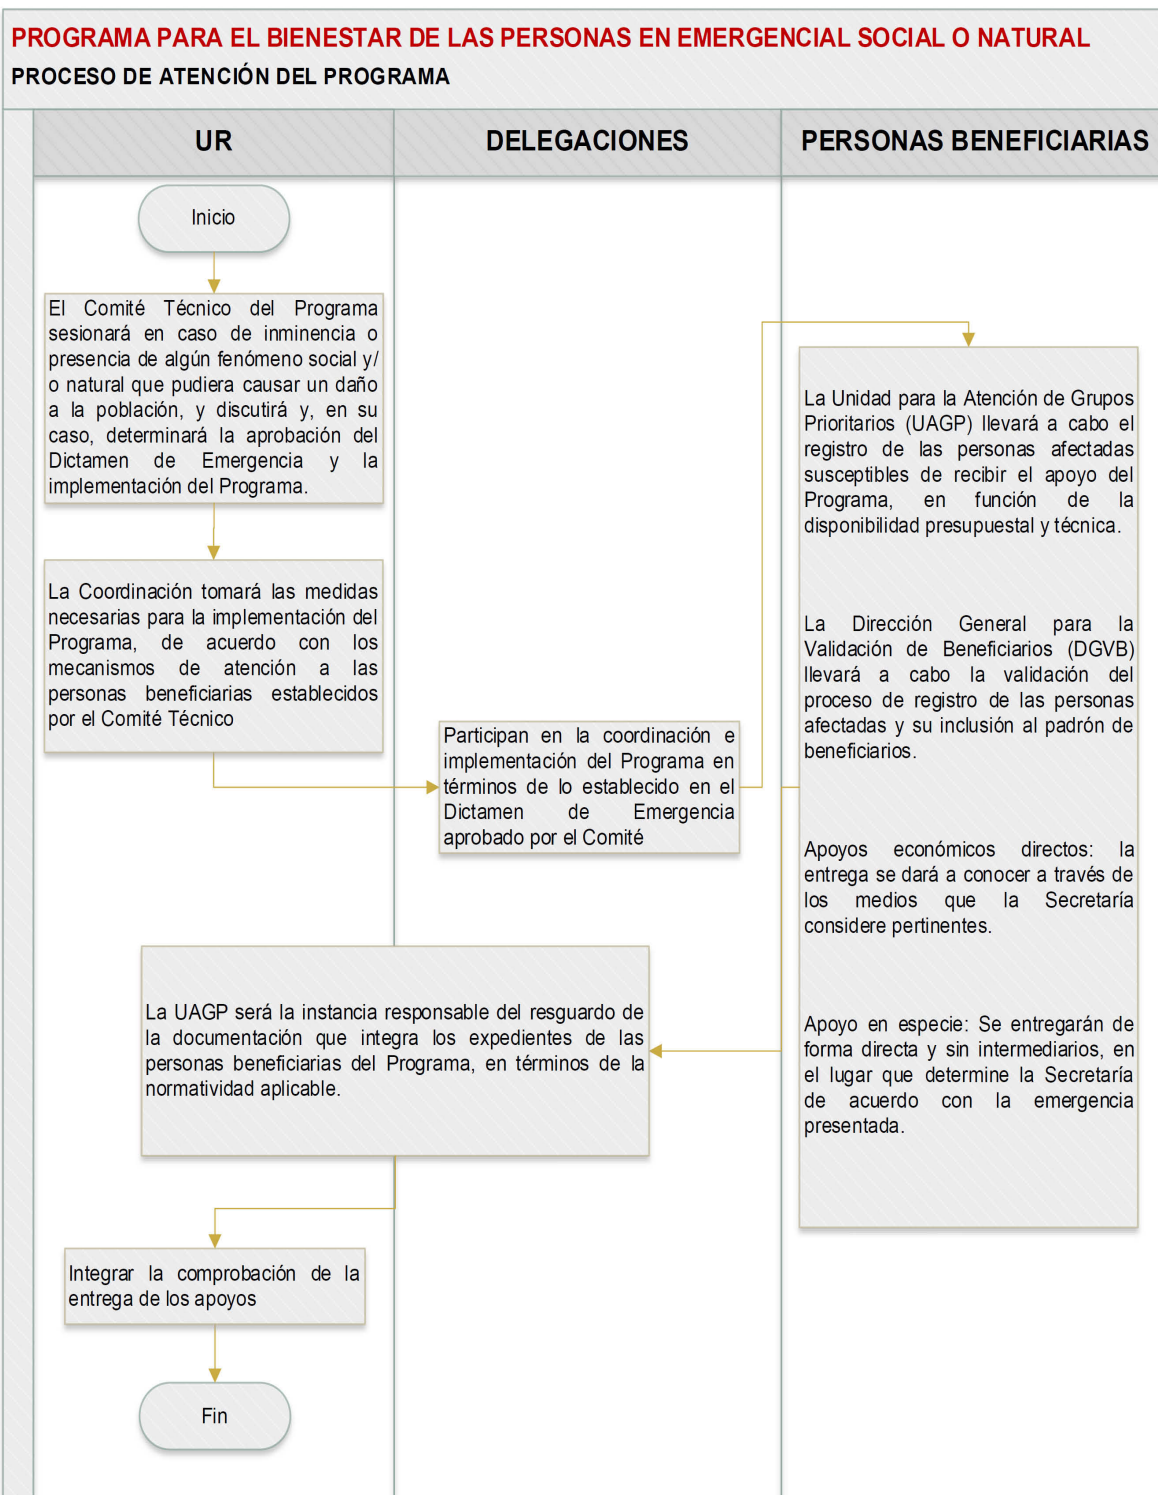 PROGRAMA PARA EL BIENESTAR DE LAS PERSONAS EN EMERGENCIAL SOCIAL O NATURAL
PROCESO DE ATENCIÓN DEL PROGRAMA
UR
DELEGACIONES
PERSONAS BENEFICIARIAS
Inicio
El Comité Técnico del Programa
sesionará en caso de inminencia o
presencia de algún fenómeno social y/
o natural que pudiera causar un daño
a la población, y discutirá y, en su
caso, determinará la aprobación del
Dictamen de Emergencia y la
implementación del Programa.
La Coordinación tomará las medidas
necesarias para la implementación del
Programa, de acuerdo con los
mecanismos de atención a las
personas beneficiarias establecidos
por el Comité Técnico
Participan en la coordinación e
implementación del Programa en
términos de lo establecido en el
Dictamen de Emergencia
aprobado por el Comité
La Unidad para la Atención de Grupos
Prioritarios (UAGP) llevará a cabo el
registro de las personas afectadas
susceptibles de recibir el apoyo del
Programa, en función de la
disponibilidad presupuestal y técnica.
La Dirección General para la
Validación de Beneficiarios (DGVB)
llevará a cabo la validación del
proceso de registro de las personas
afectadas y su inclusión al padrón de
beneficiarios.
Apoyos económicos directos: la
entrega se dará a conocer a través de
los medios que la Secretaría
considere pertinentes.
Apoyo en especie: Se entregarán de
forma directa y sin intermediarios, en
el lugar que determine la Secretaría
de acuerdo con la emergencia
presentada.
La UAGP será la instancia responsable del resguardo de
la documentación que integra los expedientes de las
personas beneficiarias del Programa, en términos de la
normatividad aplicable.
Integrar la comprobación de la
entrega de los apoyos
Fin